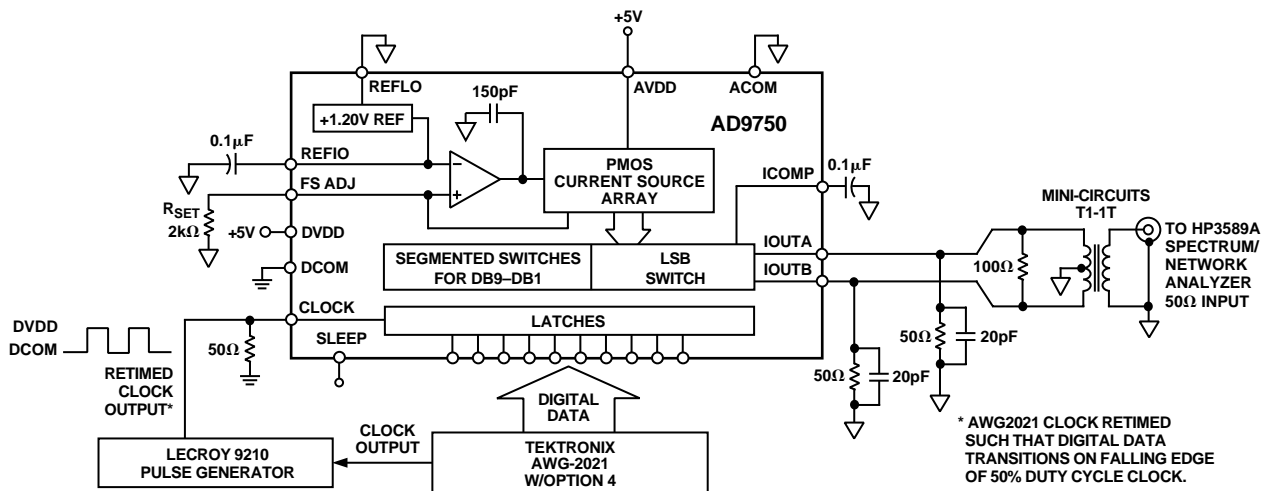 +5V
REFLO
AVDD
ACOM
150pF
+1.20V REF
AD9750
0.1μF
REFIO
PMOS
CURRENT SOURCE
ARRAY
ICOMP
0.1μF
FS ADJ
RSET
2kΩ
+5V
DVDD
MINI-CIRCUITS
T1-1T
TO HP3589A
SPECTRUM/
NETWORK
ANALYZER
50Ω INPUT
IOUTA
SEGMENTED SWITCHES
FOR DB9–DB1
LSB
SWITCH
100Ω
DCOM
IOUTB
CLOCK
LATCHES
DVDD
DCOM
50Ω
SLEEP
50Ω
20pF
50Ω
20pF
RETIMED
CLOCK
OUTPUT*
DIGITAL
DATA
CLOCK
OUTPUT
LECROY 9210
PULSE GENERATOR
TEKTRONIX
AWG-2021
W/OPTION 4
* AWG2021 CLOCK RETIMED
SUCH THAT DIGITAL DATA
TRANSITIONS ON FALLING EDGE
OF 50% DUTY CYCLE CLOCK.